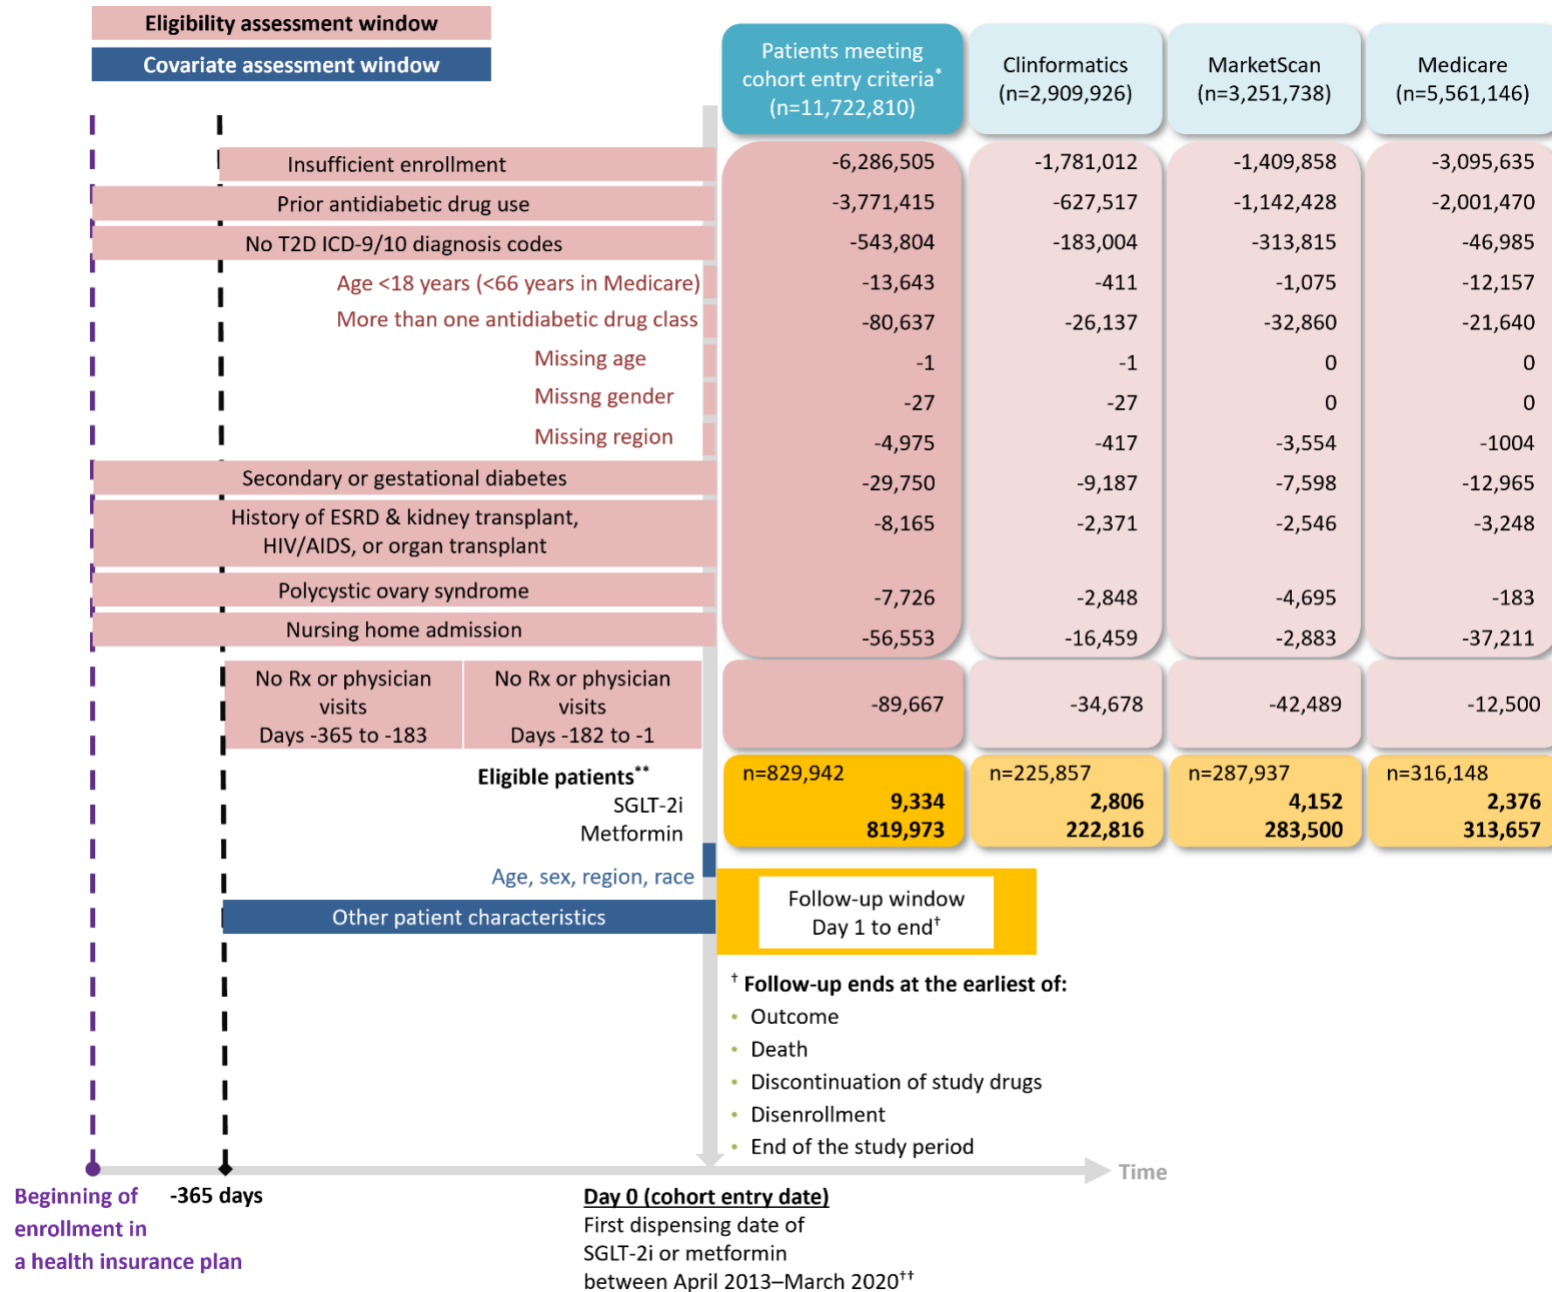 Eligibility assessment window
Covariate assessment window
Patients meeting
cohort entry criteria*
(n=11,722,810)
Clinformatics
(n=2,909,926)
MarketScan
(n=3,251,738)
Medicare
(n=5,561,146)
Insufficient enrollment -6,286,505 -1,781,012 -1,409,858 -3,095,635
Prior antidiabetic drug use -3,771,415 -627,517 -1,142,428 -2,001,470
No T2D ICD-9/10 diagnosis codes -543,804 -183,004 -313,815 -46,985
Age <18 years (<66 years in Medicare) -13,643 -411 -1,075 -12,157
More than one antidiabetic drug class -80,637 -26,137 -32,860 -21,640
Missing age -1 -1 0 0
Missng gender -27 -27 0 0
Missing region -4,975 -417 -3,554 -1004
Secondary or gestational diabetes -29,750 -9,187 -7,598 -12,965
History of ESRD & kidney transplant,
HIV/AIDS, or organ transplant
-8,165 -2,371 -2,546 -3,248
Polycystic ovary syndrome -7,726 -2,848 -4,695 -183
Nursing home admission -56,553 -16,459 -2,883 -37,211
No Rx or physician
visits
Days -365 to -183
No Rx or physician
visits
Days -182 to -1
-89,667 -34,678 -42,489 -12,500
Eligible patients** n=829,942 n=225,857 n=287,937 n=316,148
SGLT-2i 9,334 2,806 4,152 2,376
Metformin 819,973 222,816 283,500 313,657
Age, sex, region, race
Other patient characteristics
Follow-up window
Day 1 to end†
† Follow-up ends at the earliest of:
• Outcome
• Death
• Discontinuation of study drugs
• Disenrollment
• End of the study period
Time
Beginning of
enrollment in
a health insurance plan
-365 days
Day 0 (cohort entry date)
First dispensing date of
SGLT-2i or metformin
between April 2013–March 2020††